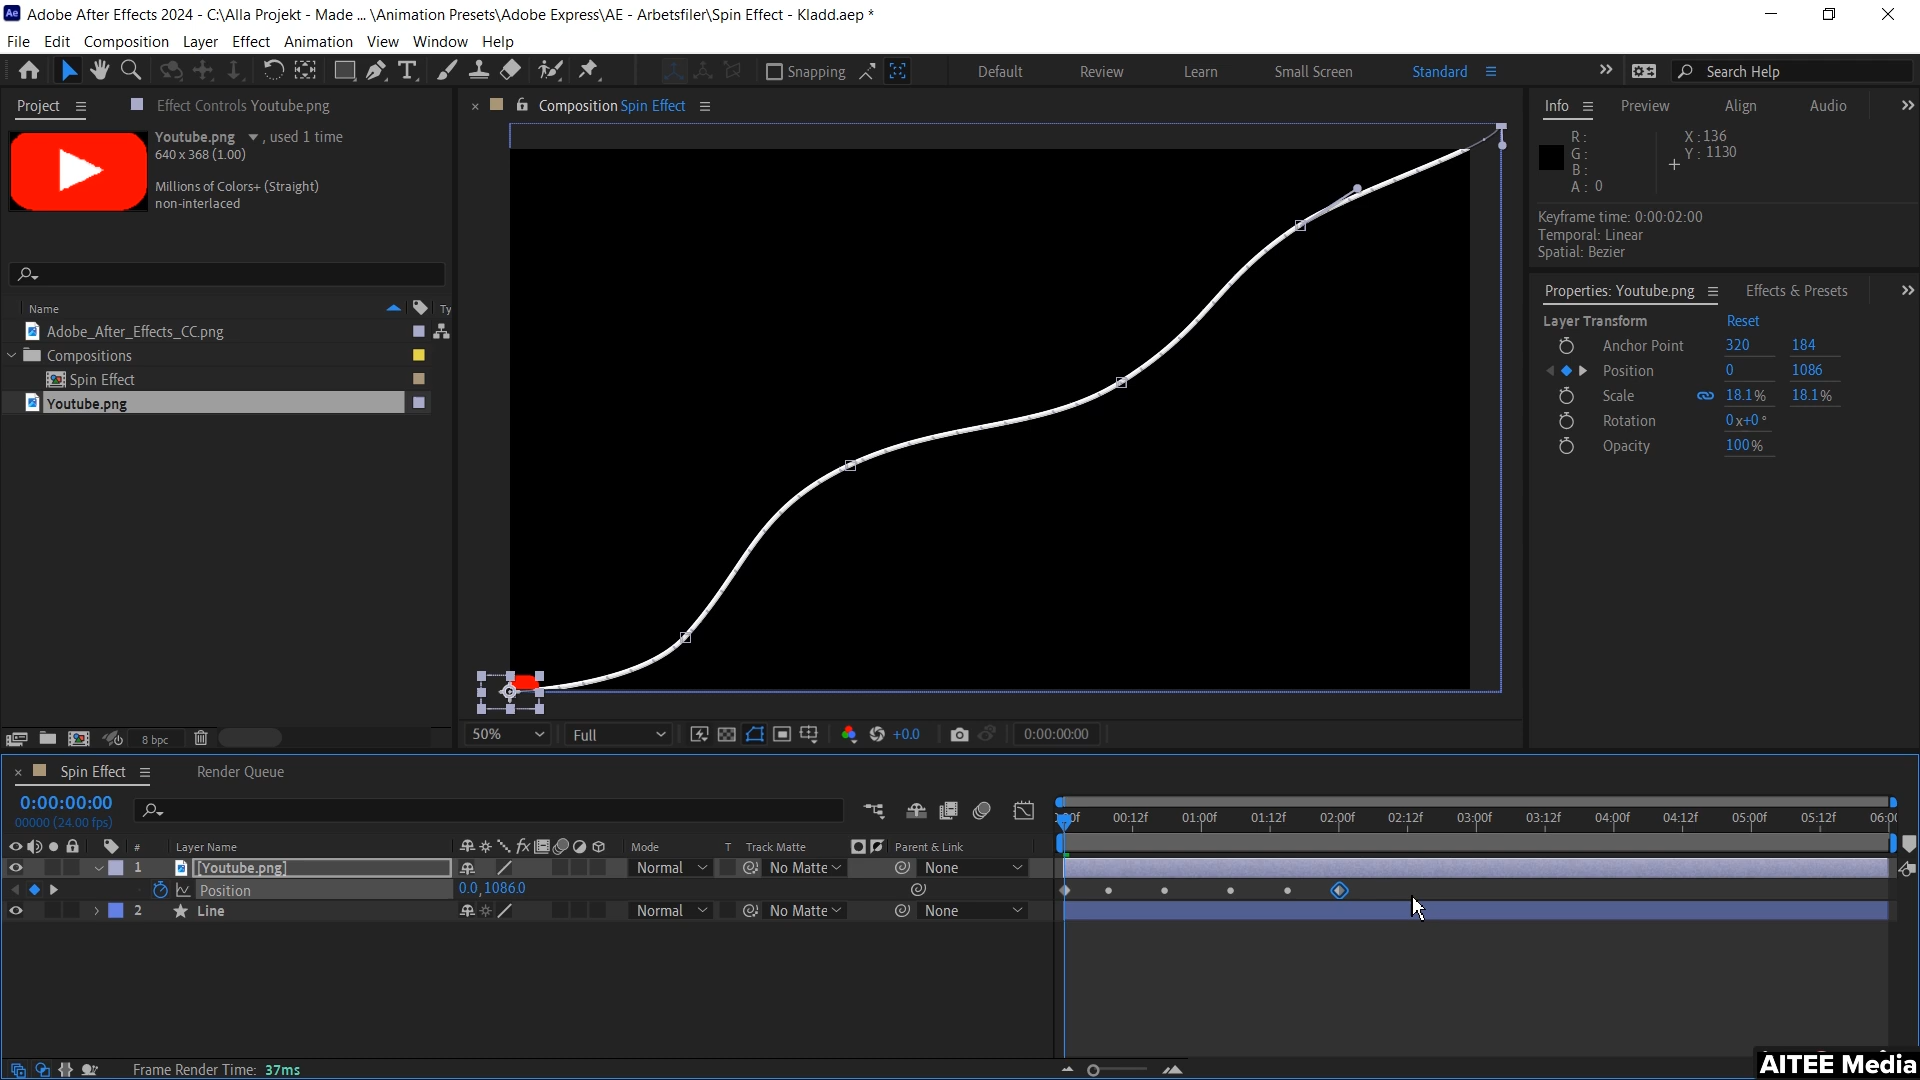 Ae Adobe After Effects 2024 - C:\Alla Projekt - Made ... \Animation Presets\Adobe Express\AE - Arbetsfiler\Spin Effect - Kladd.aep *
File Edit Composition Layer Effect Animation View Window Help
Snapping Default Review Learn Small Screen Standard Search Help
Project Effect Controls Youtube.png
Youtube.png , used 1 time
640 x 368 (1.00)
Millions of Colors+ (Straight)
non-interlaced
Name Ty
Adobe_After_Effects_CC.png
Compositions
Spin Effect
Youtube.png
8 bpc
Composition Spin Effect
50% Full +0.0 0:00:00:00
Info Preview Align Audio
R:
G:
B:
A: 0
X: 136
Y: 1130
Keyframe time: 0:00:02:00
Temporal: Linear
Spatial: Bezier
Properties: Youtube.png Effects & Presets
Layer Transform Reset
Anchor Point 320 184
Position 0 1086
Scale 18.1% 18.1%
Rotation 0x+0°
Opacity 100%
Spin Effect Render Queue
0:00:00:00
00000 (24.00 fps)
00:12f 01:00f 01:12f 02:00f 02:12f 03:00f 03:12f 04:00f 04:12f 05:00f 05:12f 06:0
# Layer Name fx Mode T Track Matte Parent & Link
1 [Youtube.png] Normal No Matte None
Position 0.0,1086.0
2 Line Normal No Matte None
Frame Render Time: 37ms
AITEE Media